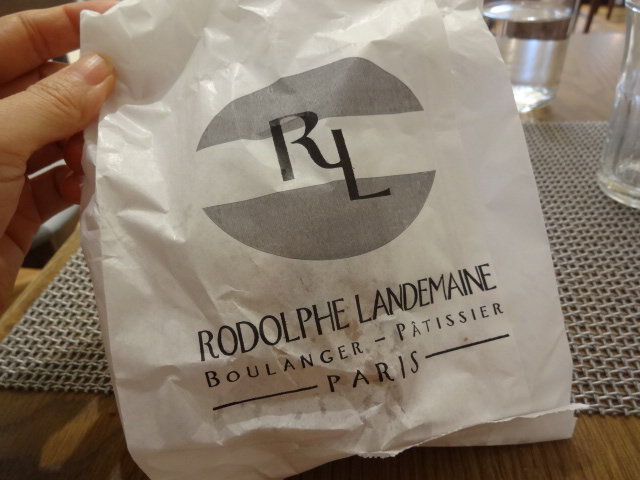 RL
RODOLPHE LANDEMAINE
BOULANGER – PÂTISSIER
PARIS